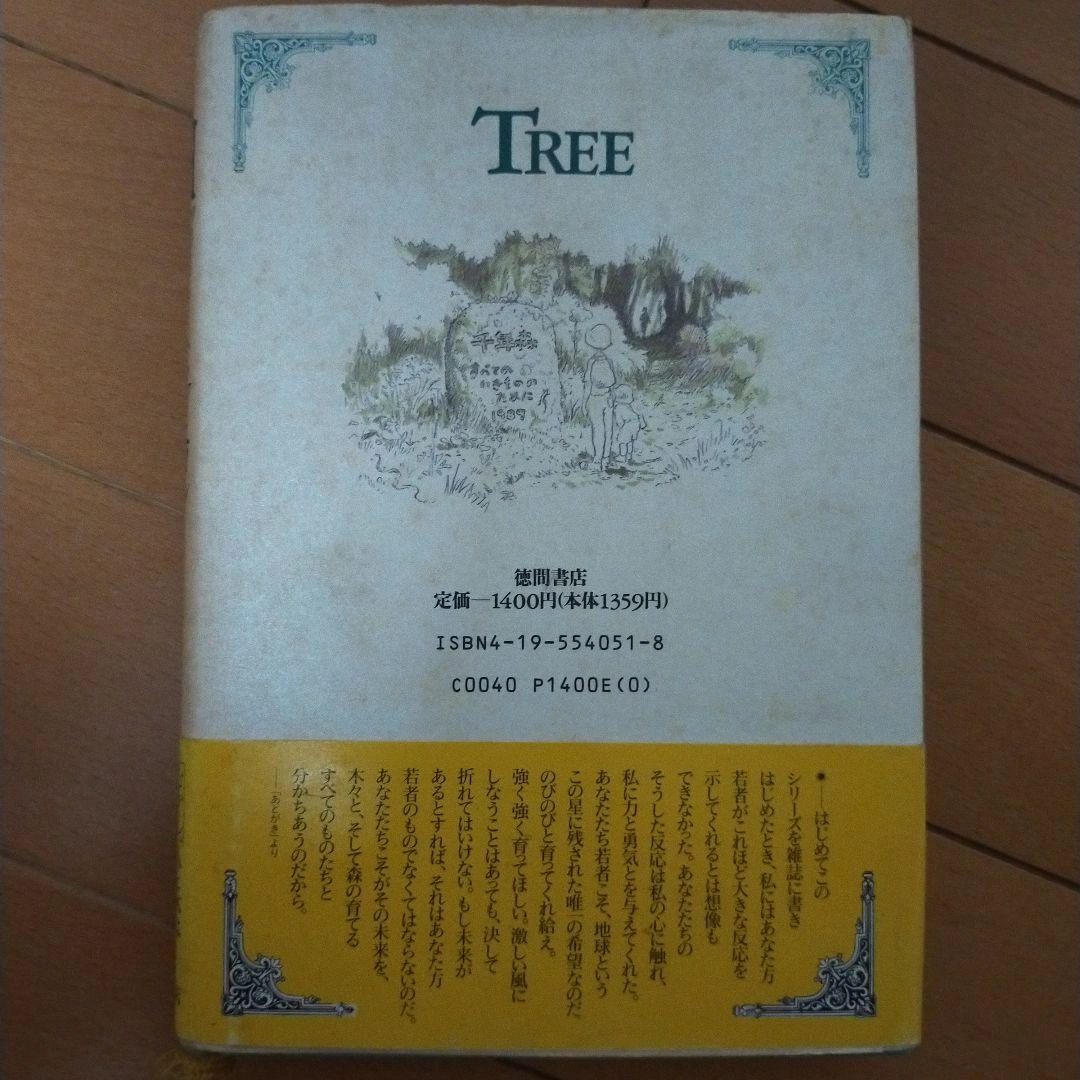 TREE
千年森
すべての
いきものの
ために
1989
徳間書店
定価—1400円(本体1359円)
ISBN4-19-554051-8
C0040 P1400E(0)
●——はじめてこの
シリーズを雑誌に書き
はじめたとき、私にはあなた方
若者がこれほど大きな反応を
示してくれるとは想像も
できなかった。あなたたちの
そうした反応は私の心に触れ、
私に力と勇気とを与えてくれた。
あなたたち若者こそ、地球という
この星に残された唯一の希望なのだ。
のびのびと育ってくれ給え。
強く強く育ってほしい。激しい風に
しなうことはあっても、決して
折れてはいけない。もし未来が
あるとすれば、それはあなた方
若者のものでなくてはならないのだ。
あなたたちこそがその未来を、
木々と、そして森の育てる
すべてのものたちと
分かちあうのだから。
——「あとがき」より